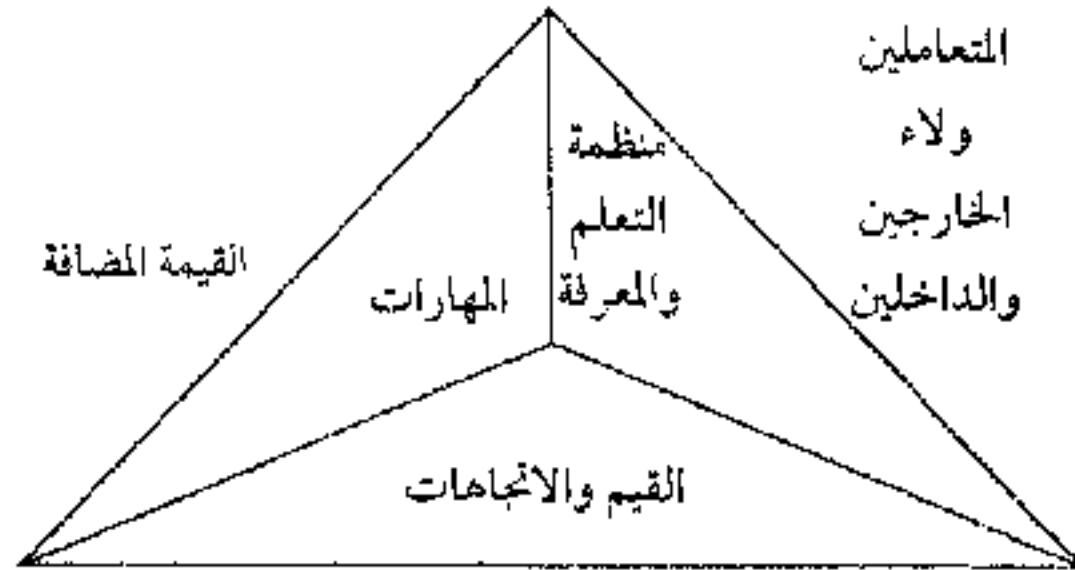 المتعاملين
ولاء
الخارجين
والداخلين
منظمة
التعلم
والمعرفة
المهارات
القيمة المضافة
القيم والاتجاهات